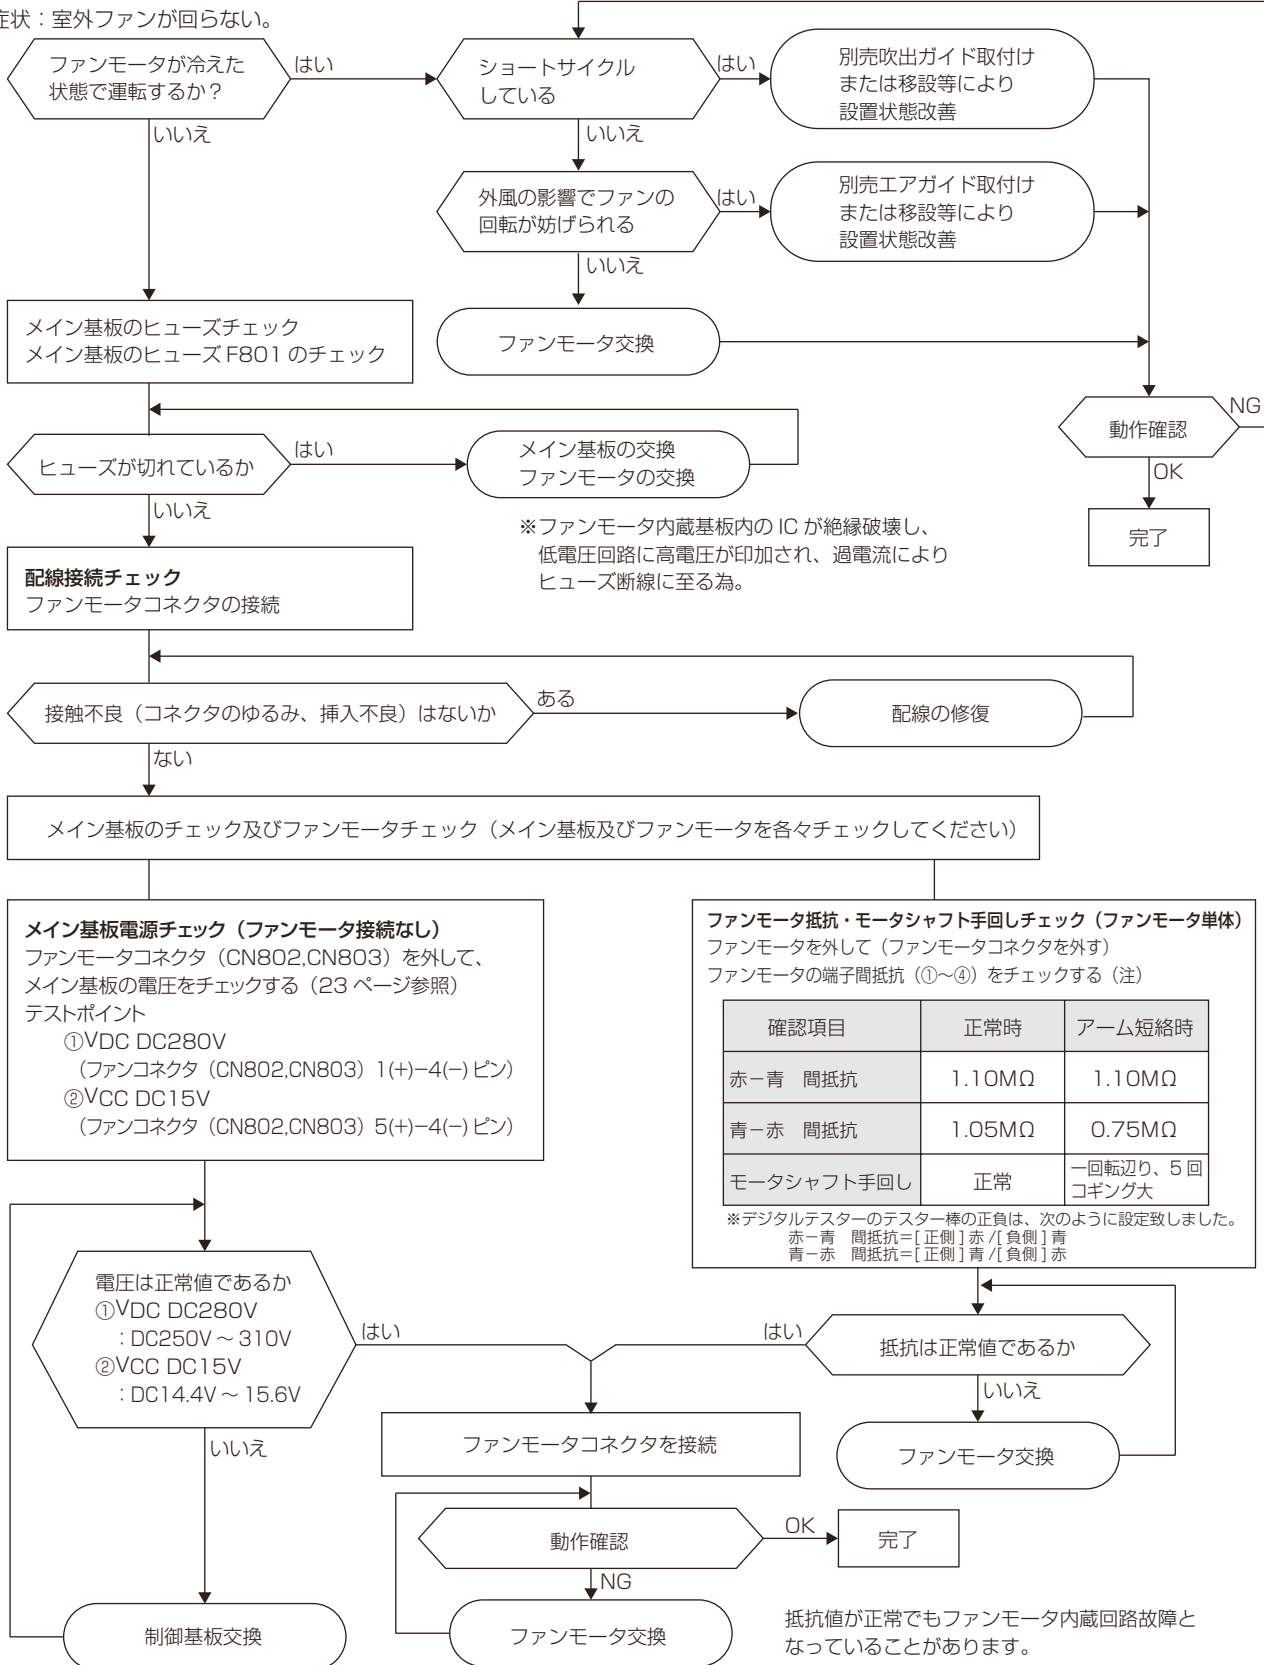 症状：室外ファンが回らない。
ファンモータが冷えた
状態で運転するか？
はい
いいえ
ショートサイクル
している
はい
いいえ
別売吹出ガイド取付け
または移設等により
設置状態改善
外風の影響でファンの
回転が妨げられる
はい
いいえ
別売エアガイド取付け
または移設等により
設置状態改善
ファンモータ交換
動作確認
NG
OK
完了
メイン基板のヒューズチェック
メイン基板のヒューズ F801 のチェック
ヒューズが切れているか
はい
いいえ
メイン基板の交換
ファンモータの交換
※ファンモータ内蔵基板内の IC が絶縁破壊し、
低電圧回路に高電圧が印加され、過電流により
ヒューズ断線に至る為。
配線接続チェック
ファンモータコネクタの接続
接触不良（コネクタのゆるみ、挿入不良）はないか
ある
ない
配線の修復
メイン基板のチェック及びファンモータチェック（メイン基板及びファンモータを各々チェックしてください）
メイン基板電源チェック（ファンモータ接続なし）
ファンモータコネクタ（CN802,CN803）を外して、
メイン基板の電圧をチェックする（23 ページ参照）
テストポイント
①VDC DC280V
（ファンコネクタ（CN802,CN803）1(+)−4(−) ピン）
②VCC DC15V
（ファンコネクタ（CN802,CN803）5(+)−4(−) ピン）
ファンモータ抵抗・モータシャフト手回しチェック（ファンモータ単体）
ファンモータを外して（ファンモータコネクタを外す）
ファンモータの端子間抵抗（①〜④）をチェックする（注）
確認項目 正常時 アーム短絡時
赤−青 間抵抗 1.10MΩ 1.10MΩ
青−赤 間抵抗 1.05MΩ 0.75MΩ
モータシャフト手回し 正常 一回転辺り、5 回
コギング大
※デジタルテスターのテスター棒の正負は、次のように設定致しました。
赤−青 間抵抗＝[ 正側 ] 赤 /[ 負側 ] 青
青−赤 間抵抗＝[ 正側 ] 青 /[ 負側 ] 赤
電圧は正常値であるか
①VDC DC280V
：DC250V 〜 310V
②VCC DC15V
：DC14.4V 〜 15.6V
はい
いいえ
はい
抵抗は正常値であるか
いいえ
ファンモータコネクタを接続
ファンモータ交換
動作確認
OK
完了
NG
制御基板交換
ファンモータ交換
抵抗値が正常でもファンモータ内蔵回路故障と
なっていることがあります。